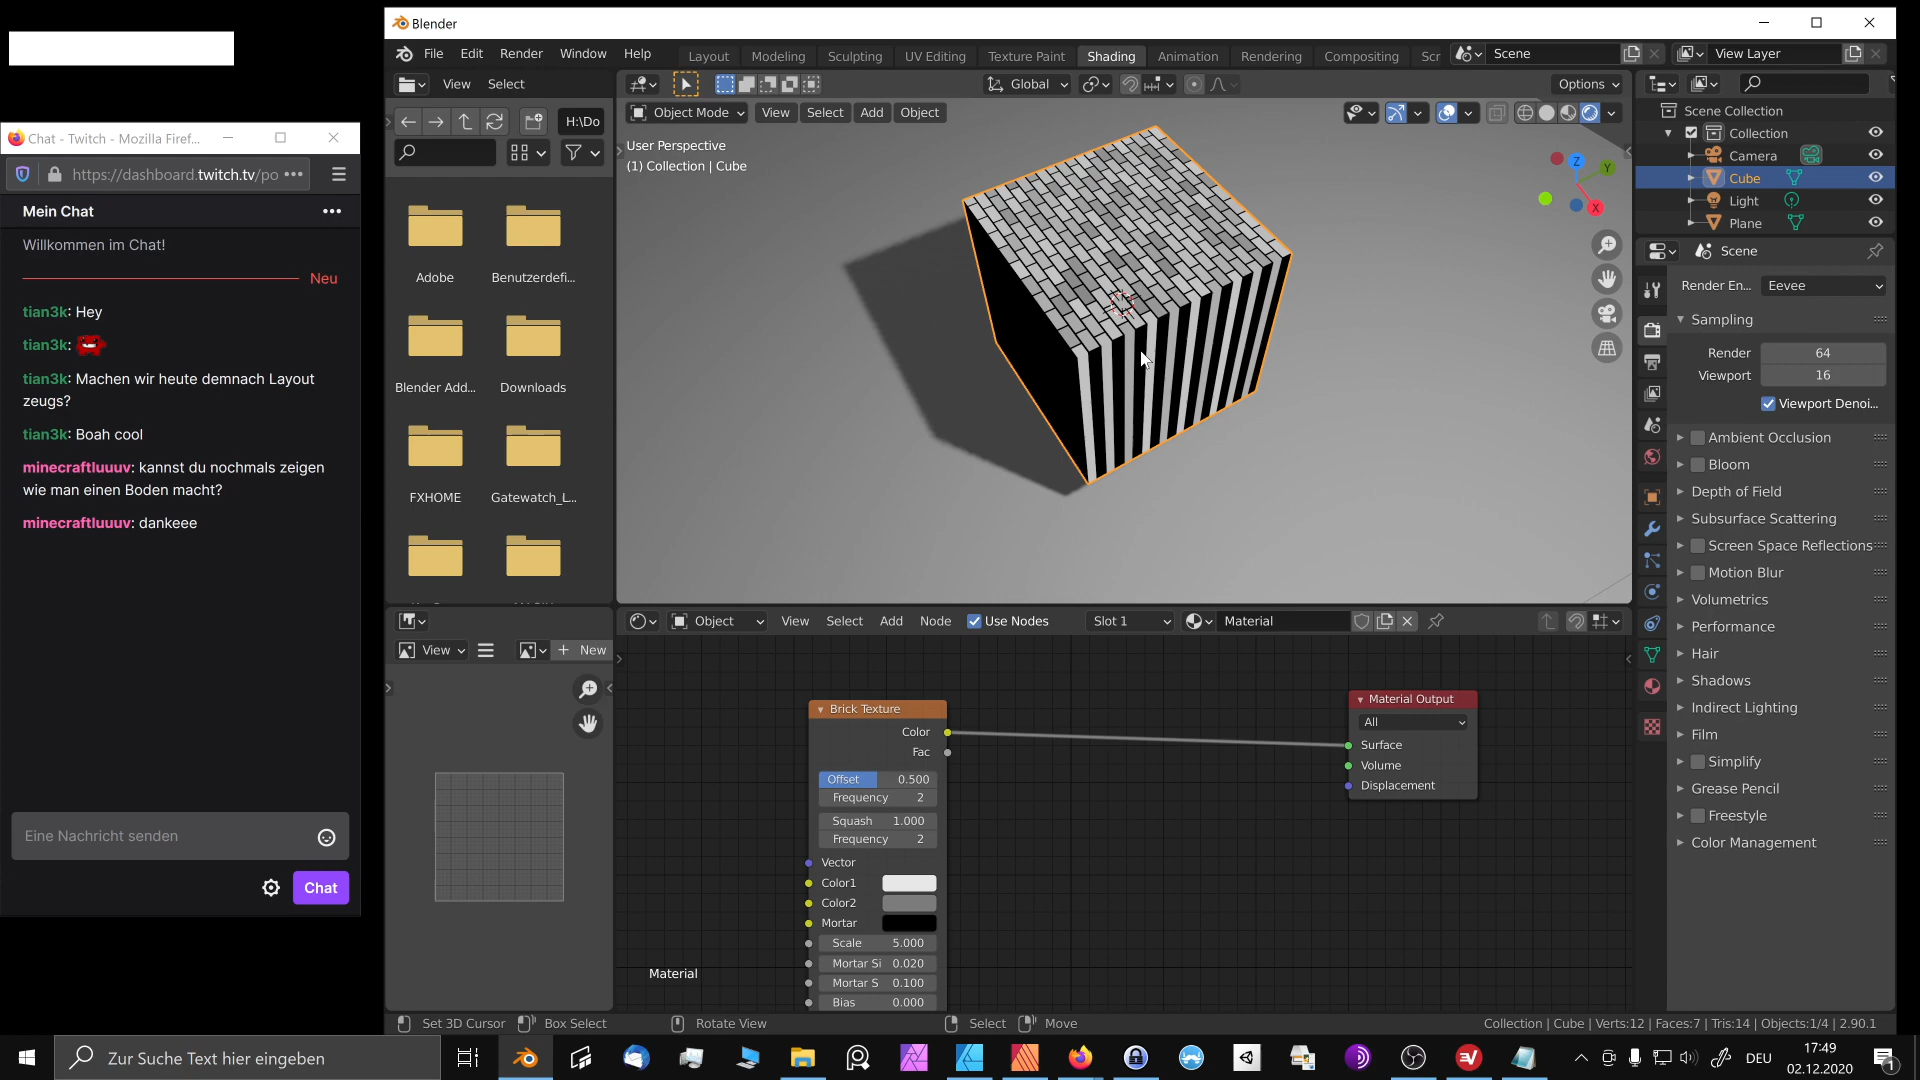 Blender
File Edit Render Window Help
Layout Modeling Sculpting UV Editing Texture Paint Shading Animation Rendering Compositing Scr
Scene
View Layer
View Select
Global
Options
H:\Do
Object Mode View Select Add Object
User Perspective
(1) Collection | Cube
Z
Y
X
Adobe
Benutzerdefi...
Blender Add...
Downloads
FXHOME
Gatewatch_L...
Scene Collection
Collection
Camera
Cube
Light
Plane
Scene
Render En... Eevee
Sampling
Render 64
Viewport 16
Viewport Denoi...
Ambient Occlusion
Bloom
Depth of Field
Subsurface Scattering
Screen Space Reflections
Motion Blur
Volumetrics
Performance
Hair
Shadows
Indirect Lighting
Film
Simplify
Grease Pencil
Freestyle
Color Management
Chat - Twitch - Mozilla Firef...
https://dashboard.twitch.tv/po
Mein Chat
Willkommen im Chat!
Neu
tian3k: Hey
tian3k:
tian3k: Machen wir heute demnach Layout
zeugs?
tian3k: Boah cool
minecraftluuuv: kannst du nochmals zeigen
wie man einen Boden macht?
minecraftluuuv: dankeee
Eine Nachricht senden
Chat
View
New
Object View Select Add Node Use Nodes Slot 1 Material
Brick Texture
Color
Fac
Offset 0.500
Frequency 2
Squash 1.000
Frequency 2
Vector
Color1
Color2
Mortar
Scale 5.000
Mortar Si 0.020
Mortar S 0.100
Bias 0.000
Material Output
All
Surface
Volume
Displacement
Material
Set 3D Cursor Box Select Rotate View Select Move
Collection | Cube | Verts:12 | Faces:7 | Tris:14 | Objects:1/4 | 2.90.1
Zur Suche Text hier eingeben
DEU
17:49
02.12.2020
1